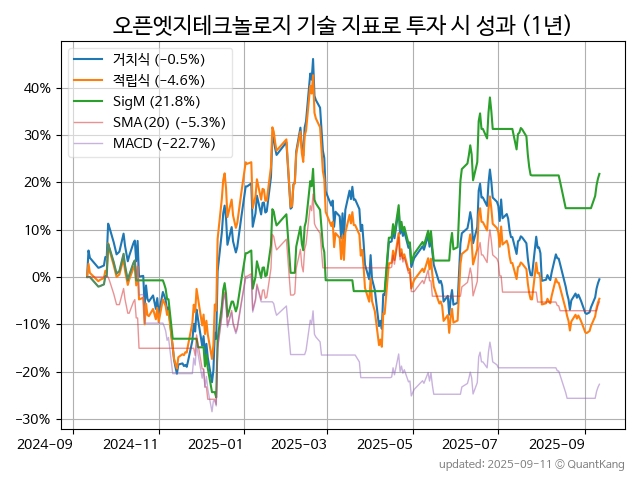 오픈엣지테크놀로지 기술 지표로 투자 시 성과 (1년)
거치식 (−0.5%)
적립식 (−4.6%)
SigM (21.8%)
SMA(20) (−5.3%)
MACD (−22.7%)
40%
30%
20%
10%
0%
−10%
−20%
−30%
2024-09 2024-11 2025-01 2025-03 2025-05 2025-07 2025-09
updated: 2025-09-11 © QuantKang